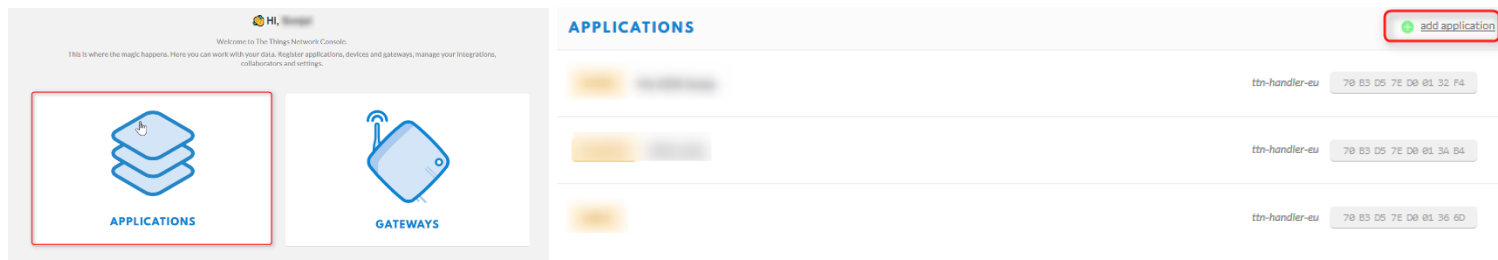 HI,
Welcome to The Things Network Console.
This is where the magic happens. Here you can work with your data. Register applications, devices and gateways, manage your integrations,
collaborators and settings.
APPLICATIONS
GATEWAYS
APPLICATIONS
add application
ttn-handler-eu 70 B3 D5 7E D0 01 32 F4
ttn-handler-eu 70 B3 D5 7E D0 01 3A B4
ttn-handler-eu 70 B3 D5 7E D0 01 36 6D